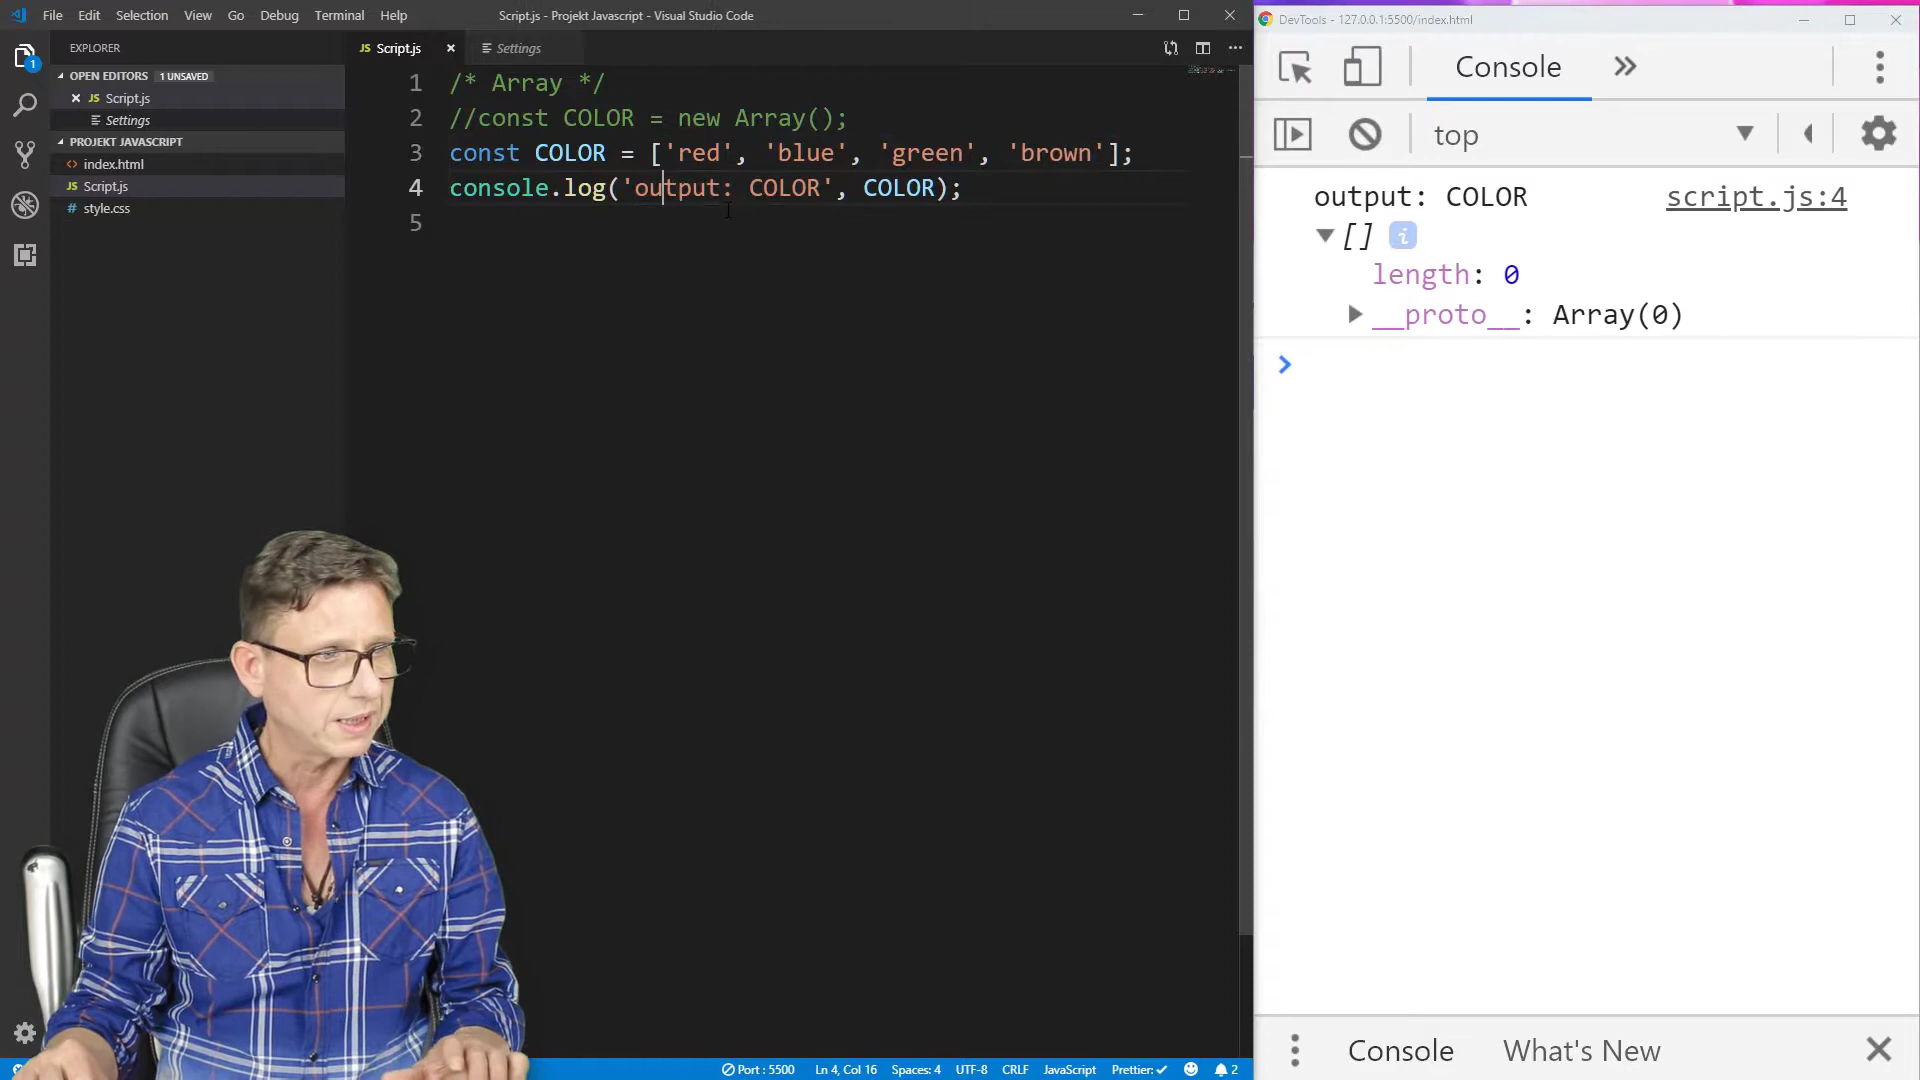 File Edit Selection View Go Debug Terminal Help
Script.js - Projekt Javascript - Visual Studio Code
EXPLORER
OPEN EDITORS 1 UNSAVED
JS Script.js
Settings
PROJEKT JAVASCRIPT
index.html
JS Script.js
# style.css
1
JS Script.js
Settings
1 /* Array */
2 //const COLOR = new Array();
3 const COLOR = ['red', 'blue', 'green', 'brown'];
4 console.log('output: COLOR', COLOR);
5
Port : 5500 Ln 4, Col 16 Spaces: 4 UTF-8 CRLF JavaScript Prettier: ✓ 2
DevTools - 127.0.0.1:5500/index.html
Console
top
output: COLOR script.js:4
[] i
length: 0
__proto__: Array(0)
Console What's New